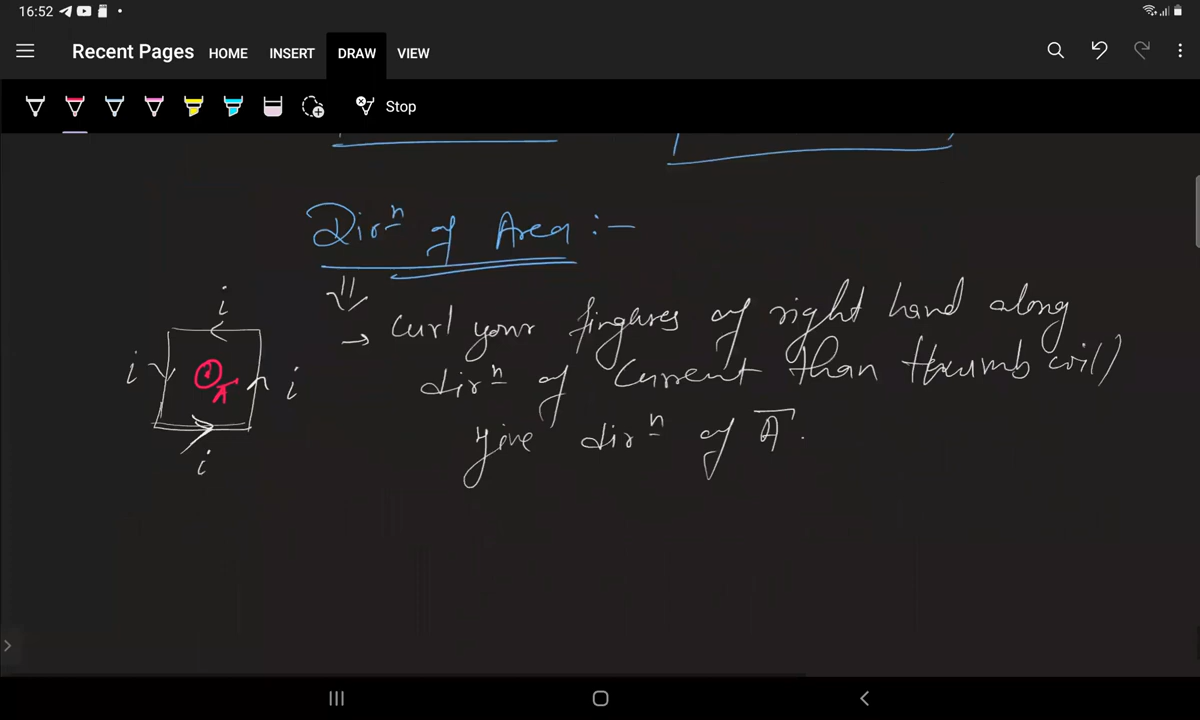 16:52
Recent Pages HOME INSERT DRAW VIEW
Stop
Dirⁿ of Area :-
→ Curl your fingures of right hand along
dirⁿ of Current than thumb will
give dirⁿ of A.
i
i
i
A
i